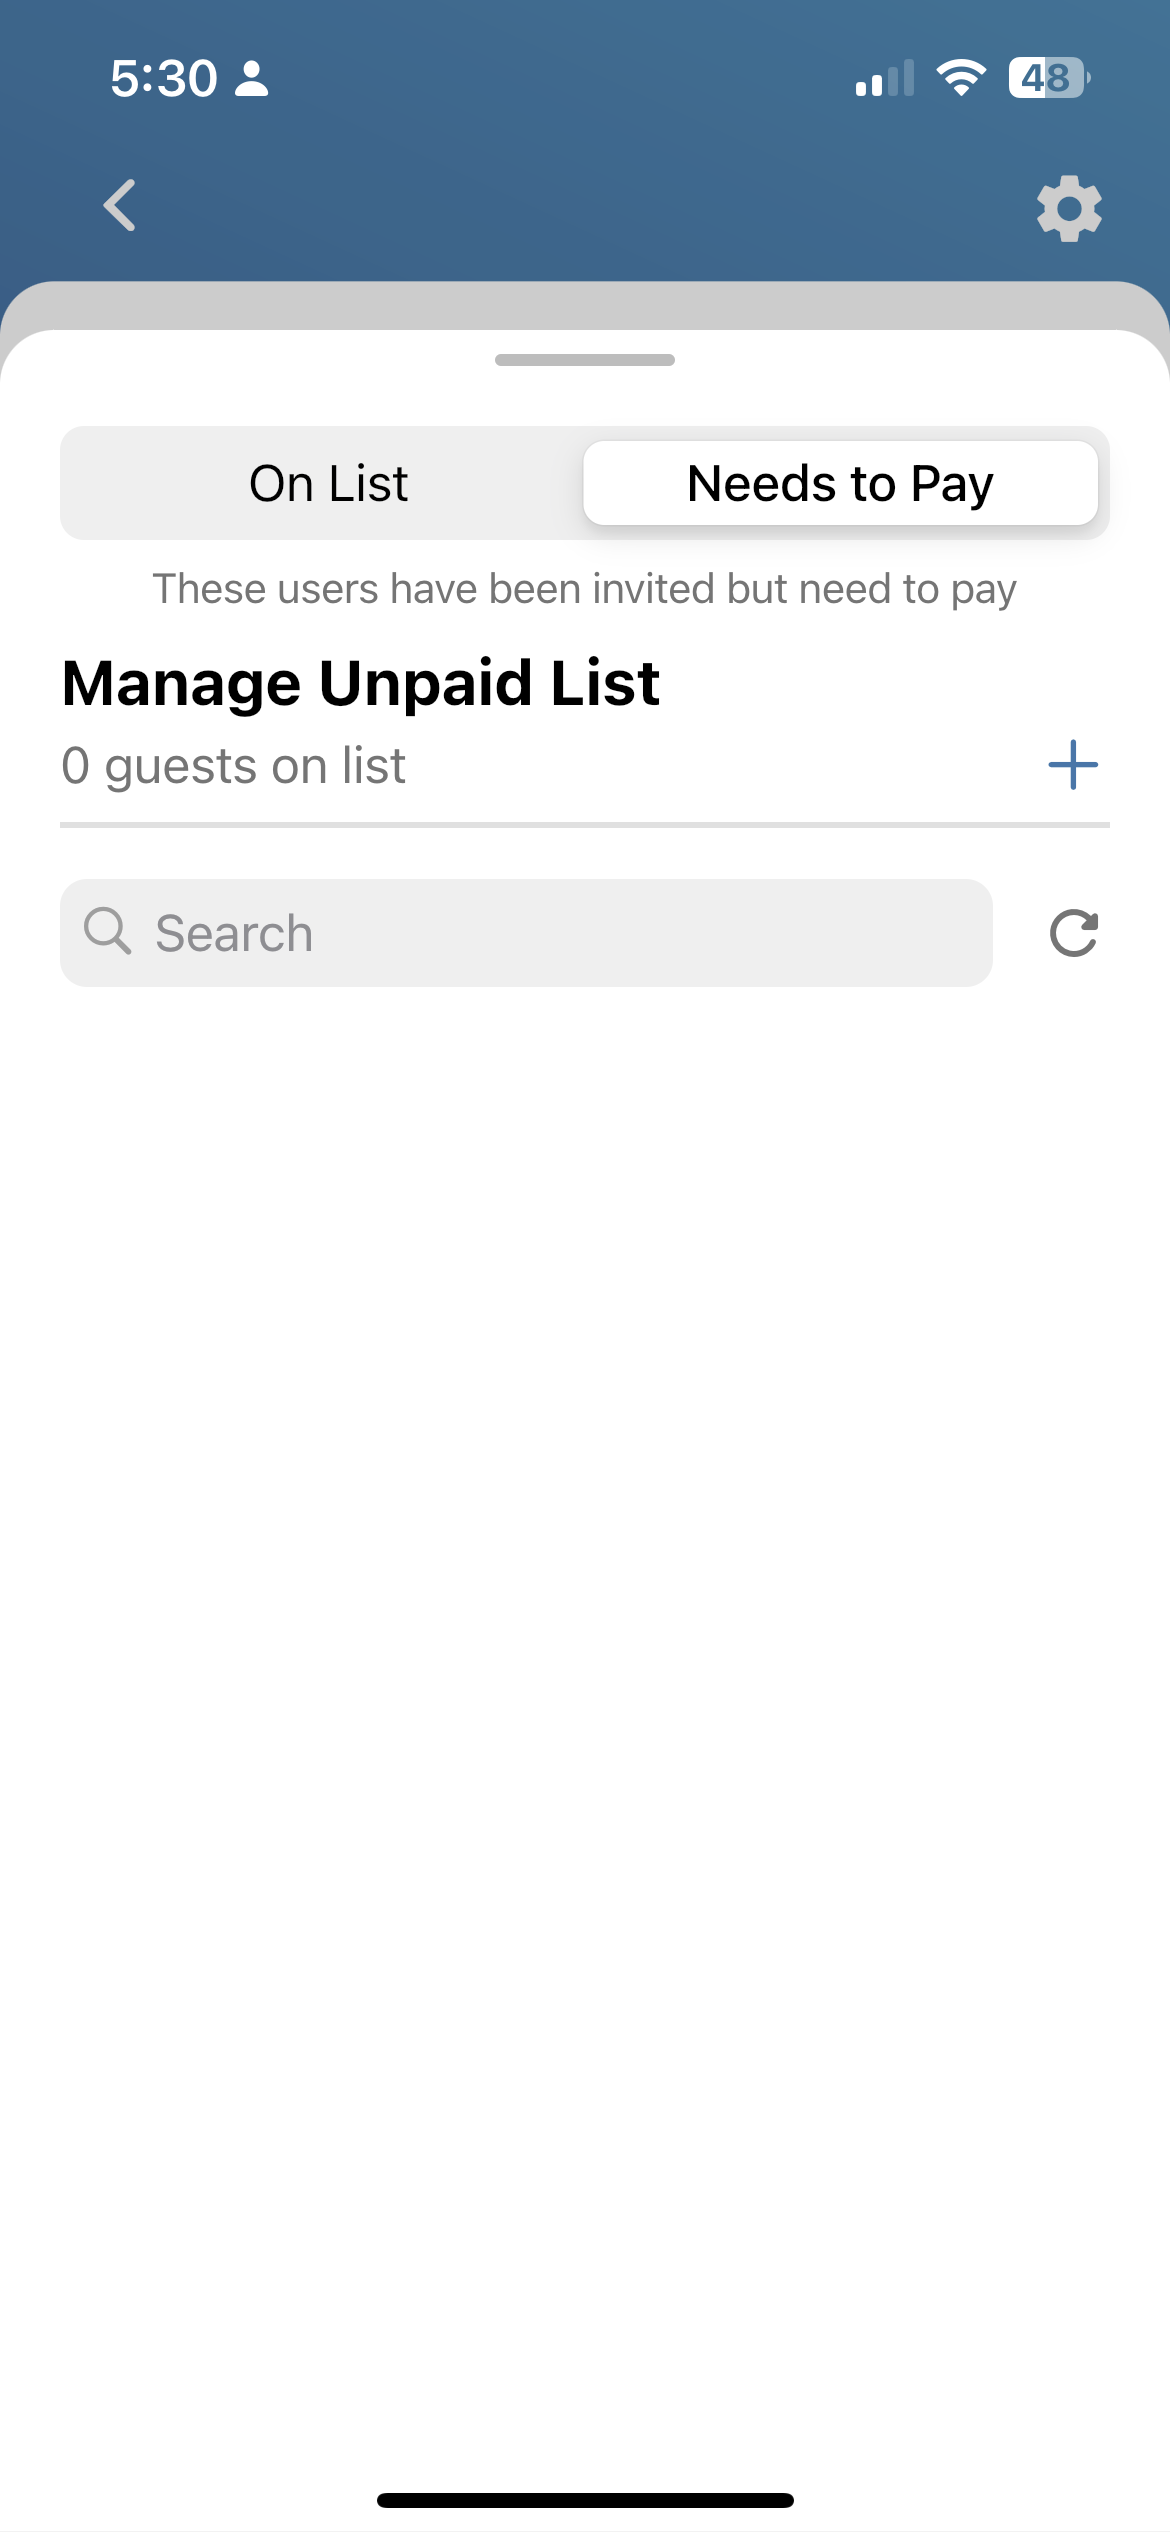 5:30
48
On List
Needs to Pay
These users have been invited but need to pay
Manage Unpaid List
0 guests on list
Search